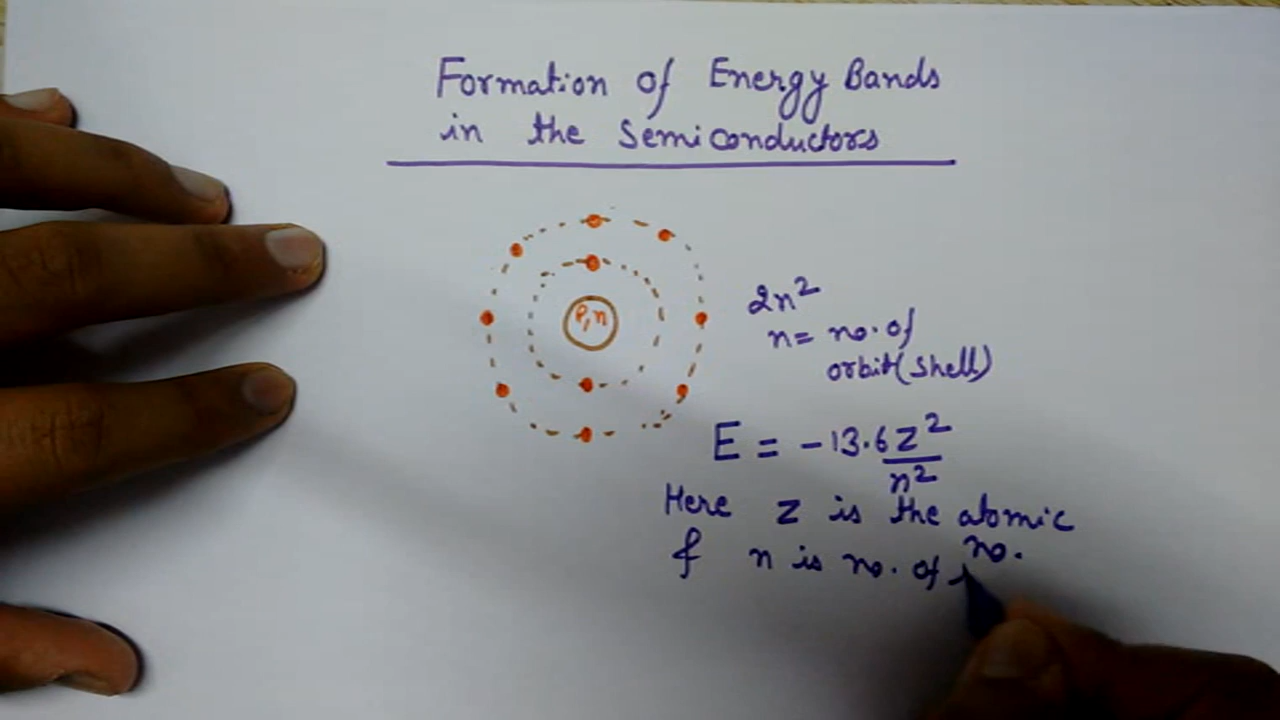 Formation of Energy Bands
in the Semiconductors
P, n
2n²
n = no. of
orbit (shell)
E = -13.6 z²/n²
Here z is the atomic
no.
& n is no. of